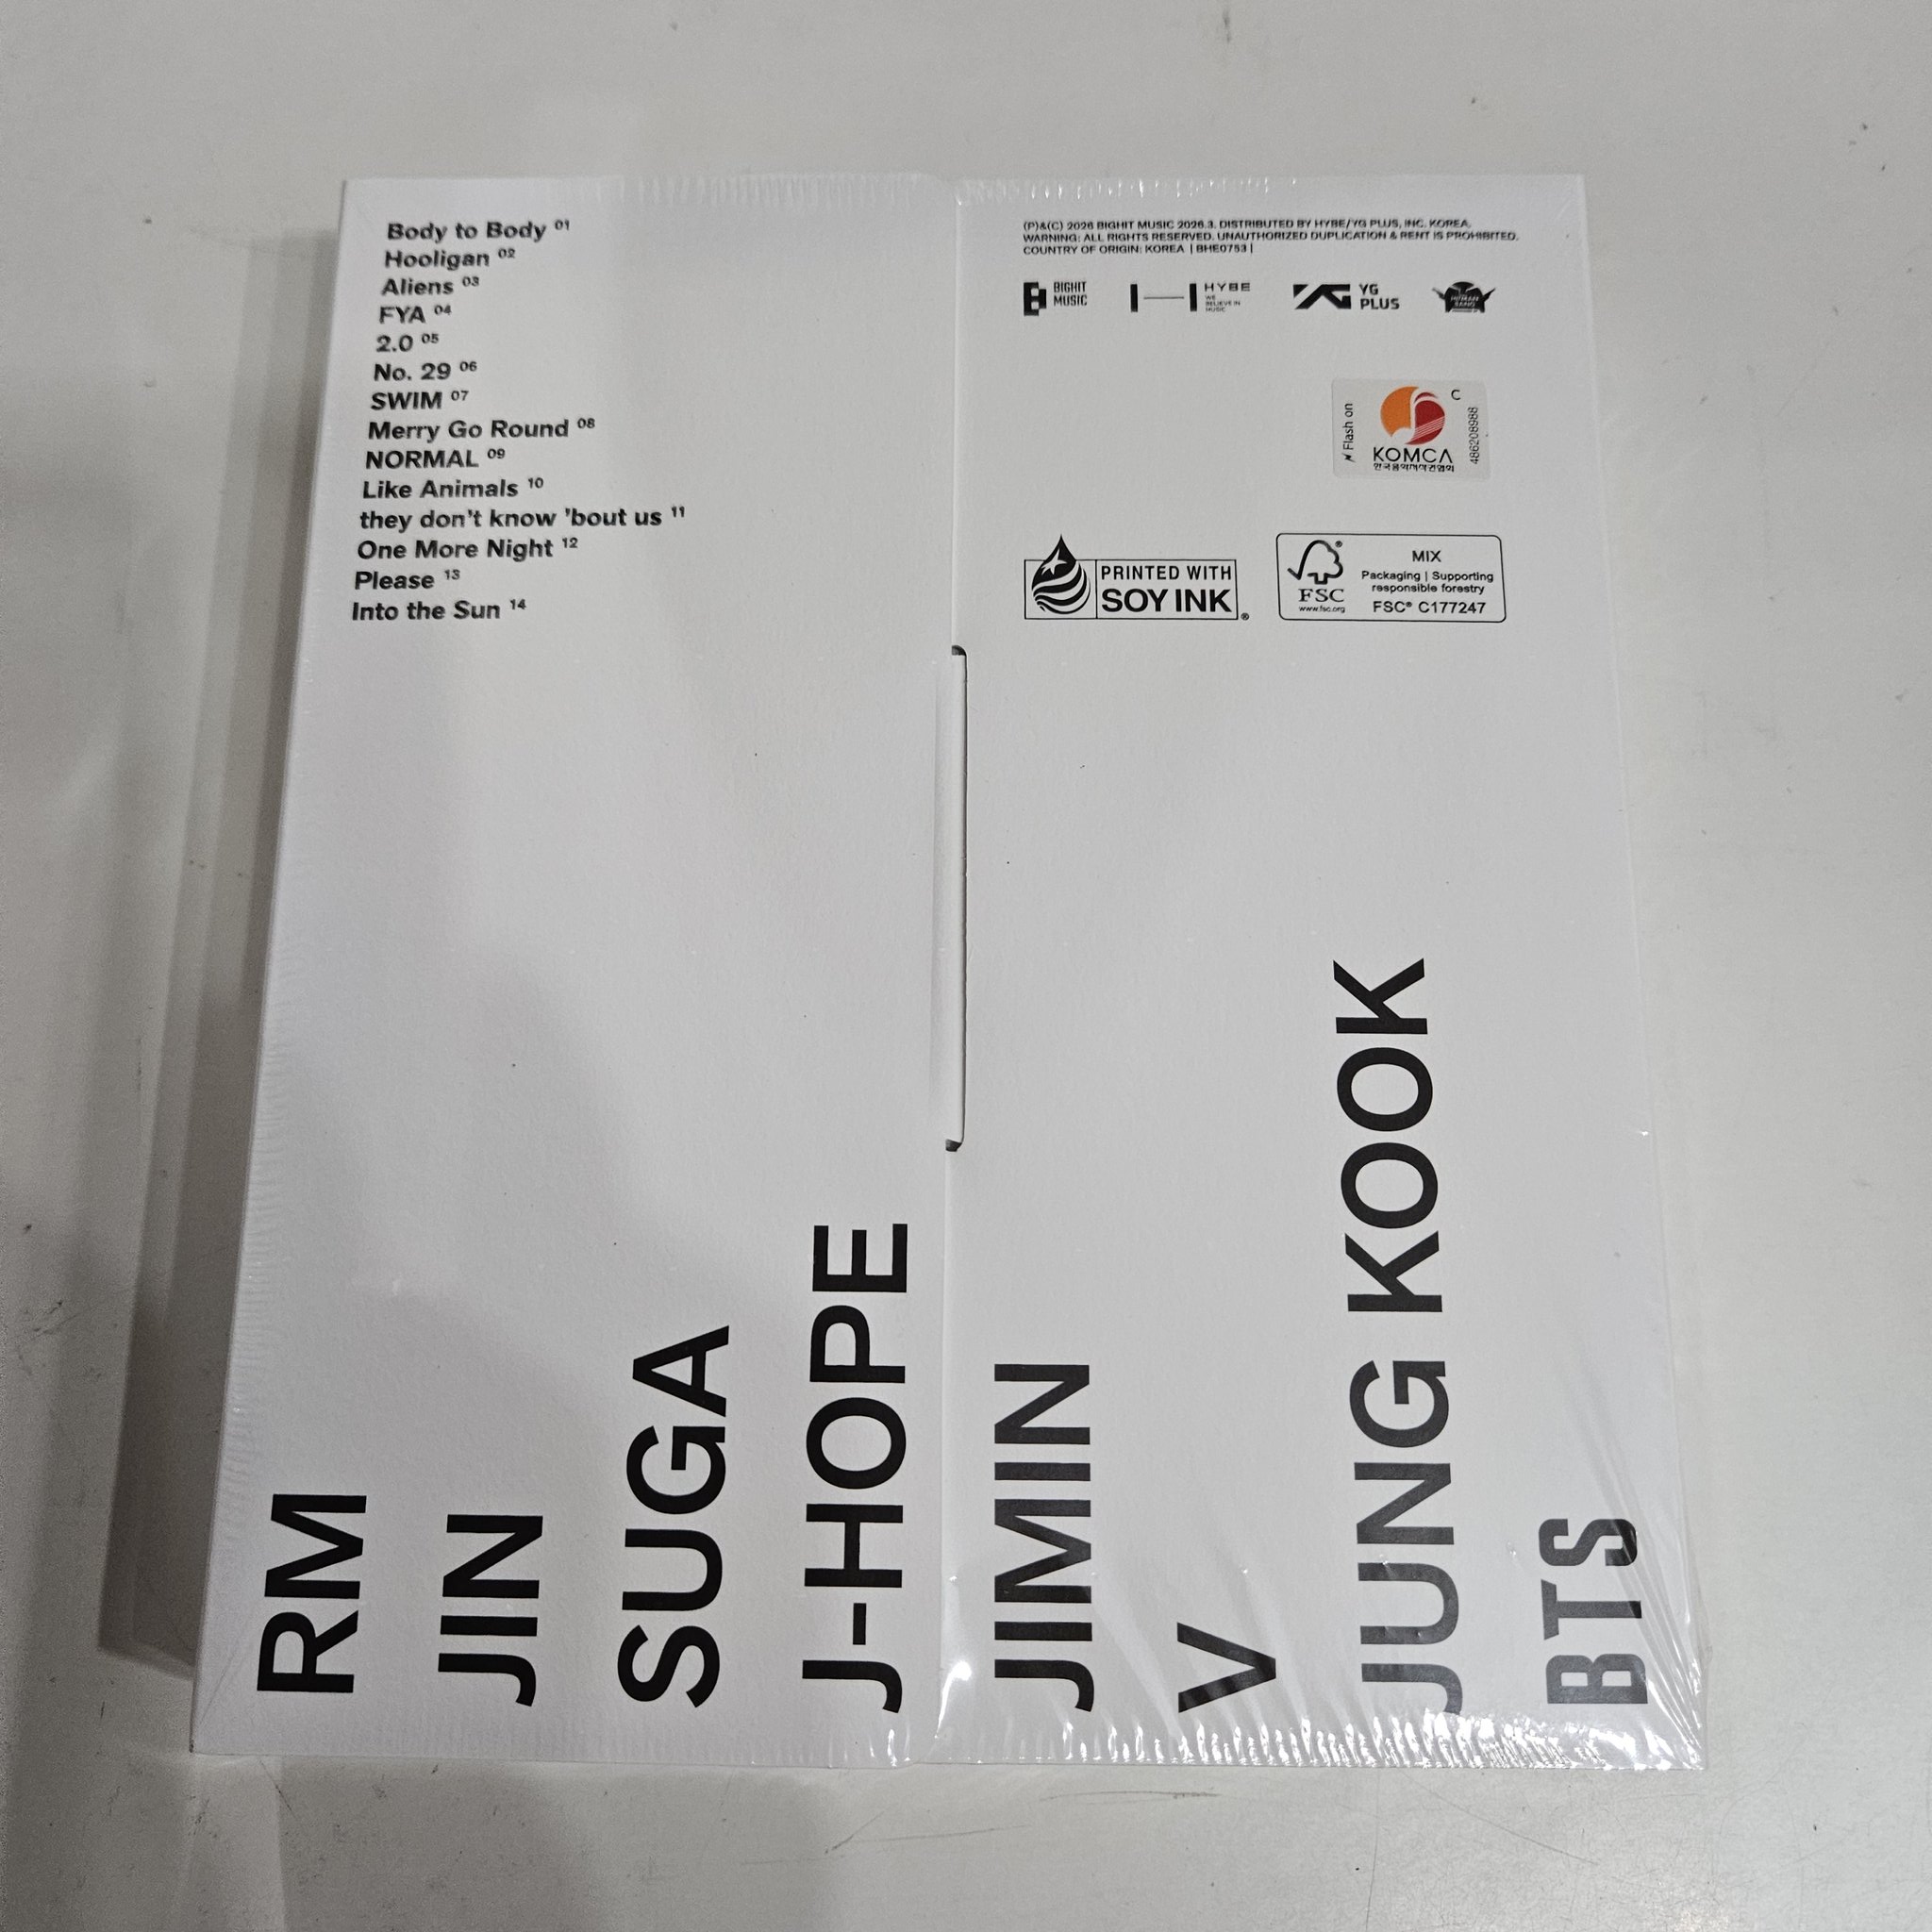 Body to Body 01
Hooligan 02
Aliens 03
FYA 04
2.0 05
No. 29 06
SWIM 07
Merry Go Round 08
NORMAL 09
Like Animals 10
they don't know 'bout us 11
One More Night 12
Please 13
Into the Sun 14
(P)&(C) 2026 BIGHIT MUSIC 2026.3. DISTRIBUTED BY HYBE/YG PLUS, INC. KOREA.
WARNING: ALL RIGHTS RESERVED. UNAUTHORIZED DUPLICATION & RENT IS PROHIBITED.
COUNTRY OF ORIGIN: KOREA | BHE0753 |
BIGHIT
MUSIC
HYBE
WE
BELIEVE IN
MUSIC
YG
PLUS
Flash on
C
KOMCA
한국음악저작권협회
486208988
PRINTED WITH
SOY INK®
FSC®
www.fsc.org
MIX
Packaging | Supporting
responsible forestry
FSC® C177247
RM
JIN
SUGA
J-HOPE
JIMIN
V
JUNG KOOK
BTS